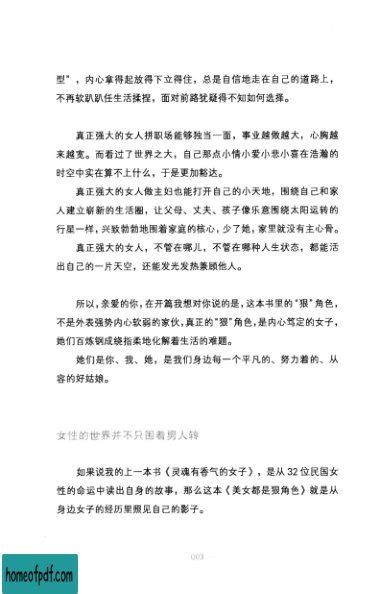 型”，内心拿得起放得下立得住，总是自信地走在自己的道路上，
不再软趴趴任生活揉捏，面对前路犹疑得不知如何选择。
真正强大的女人拼职场能够独当一面，事业越做越大，心胸越
来越宽。而看过了世界之大，自己那点小情小爱小悲小喜在浩瀚的
时空中实在算不上什么，于是更加豁达。
真正强大的女人做主妇也能打开自己的小天地，围绕自己和家
人建立崭新的生活圈，让父母、丈夫、孩子像乐意围绕太阳运转的
行星一样，兴致勃勃地围着家庭的核心，少了她，家里就没有主心骨。
真正强大的女人，不管在哪儿，不管在哪种人生状态，都能活
出自己的一片天空，还能发光发热兼顾他人。
所以，亲爱的你，在开篇我想对你说的是，这本书里的“狠”角色，
不是外表强势内心软弱的家伙，真正的“狠”角色，是内心笃定的女子，
她们百炼钢成绕指柔地化解着生活的难题。
她们是你、我、她，是我们身边每一个平凡的、努力着的、从
容的好姑娘。
女性的世界并不只围着男人转
如果说我的上一本书《灵魂有香气的女子》，是从 32 位民国女
性的命运中读出自身的故事，那么这本《美女都是狠角色》就是从
身边女子的经历里照见自己的影子。
003
homeofpdf.com